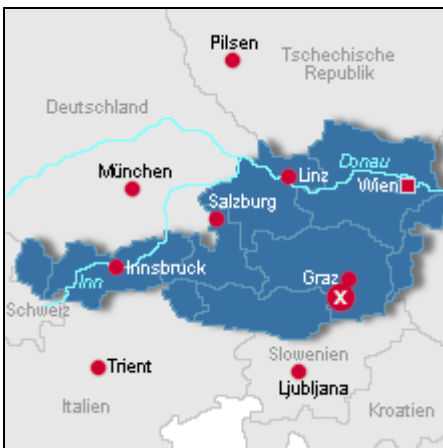 Pilsen
Tschechische
Republik
Deutschland
München
Linz
Donau
Wien
Salzburg
Inn
Innsbruck
Graz
X
Schweiz
Trient
Slowenien
Ljubljana
Italien
Kroatien